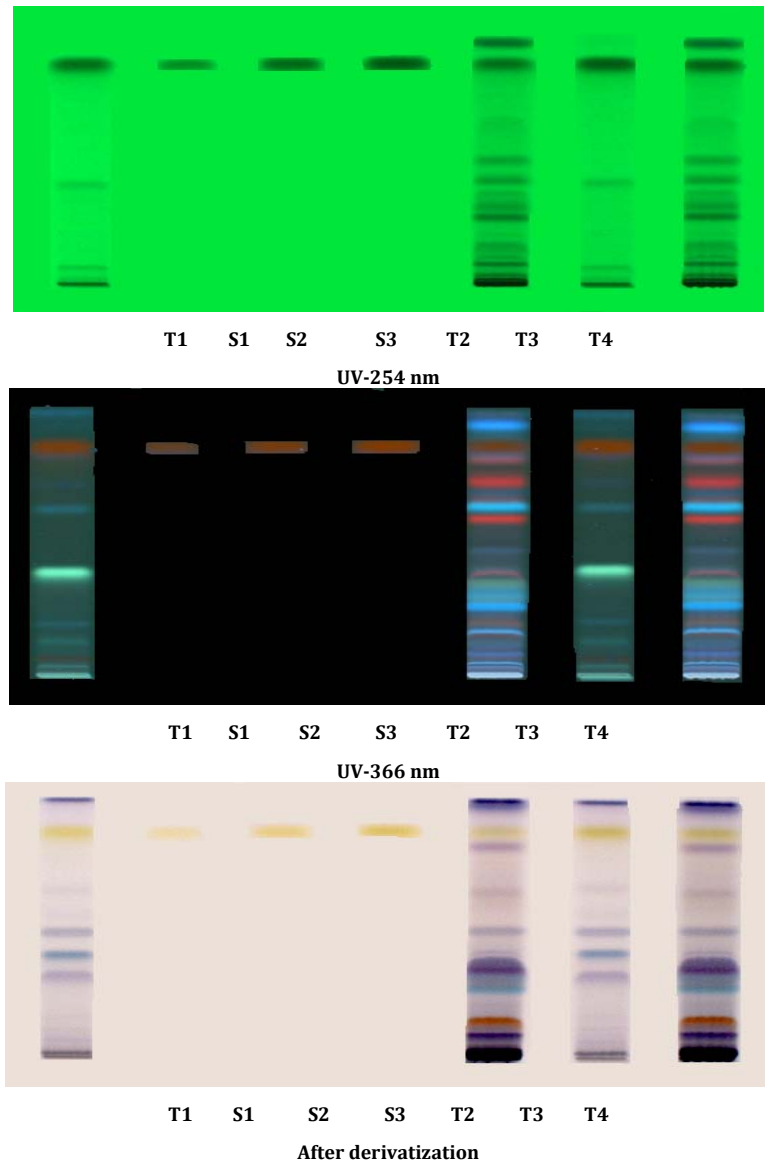 T1 S1 S2 S3 T2 T3 T4
UV-254 nm
T1 S1 S2 S3 T2 T3 T4
UV-366 nm
T1 S1 S2 S3 T2 T3 T4
After derivatization